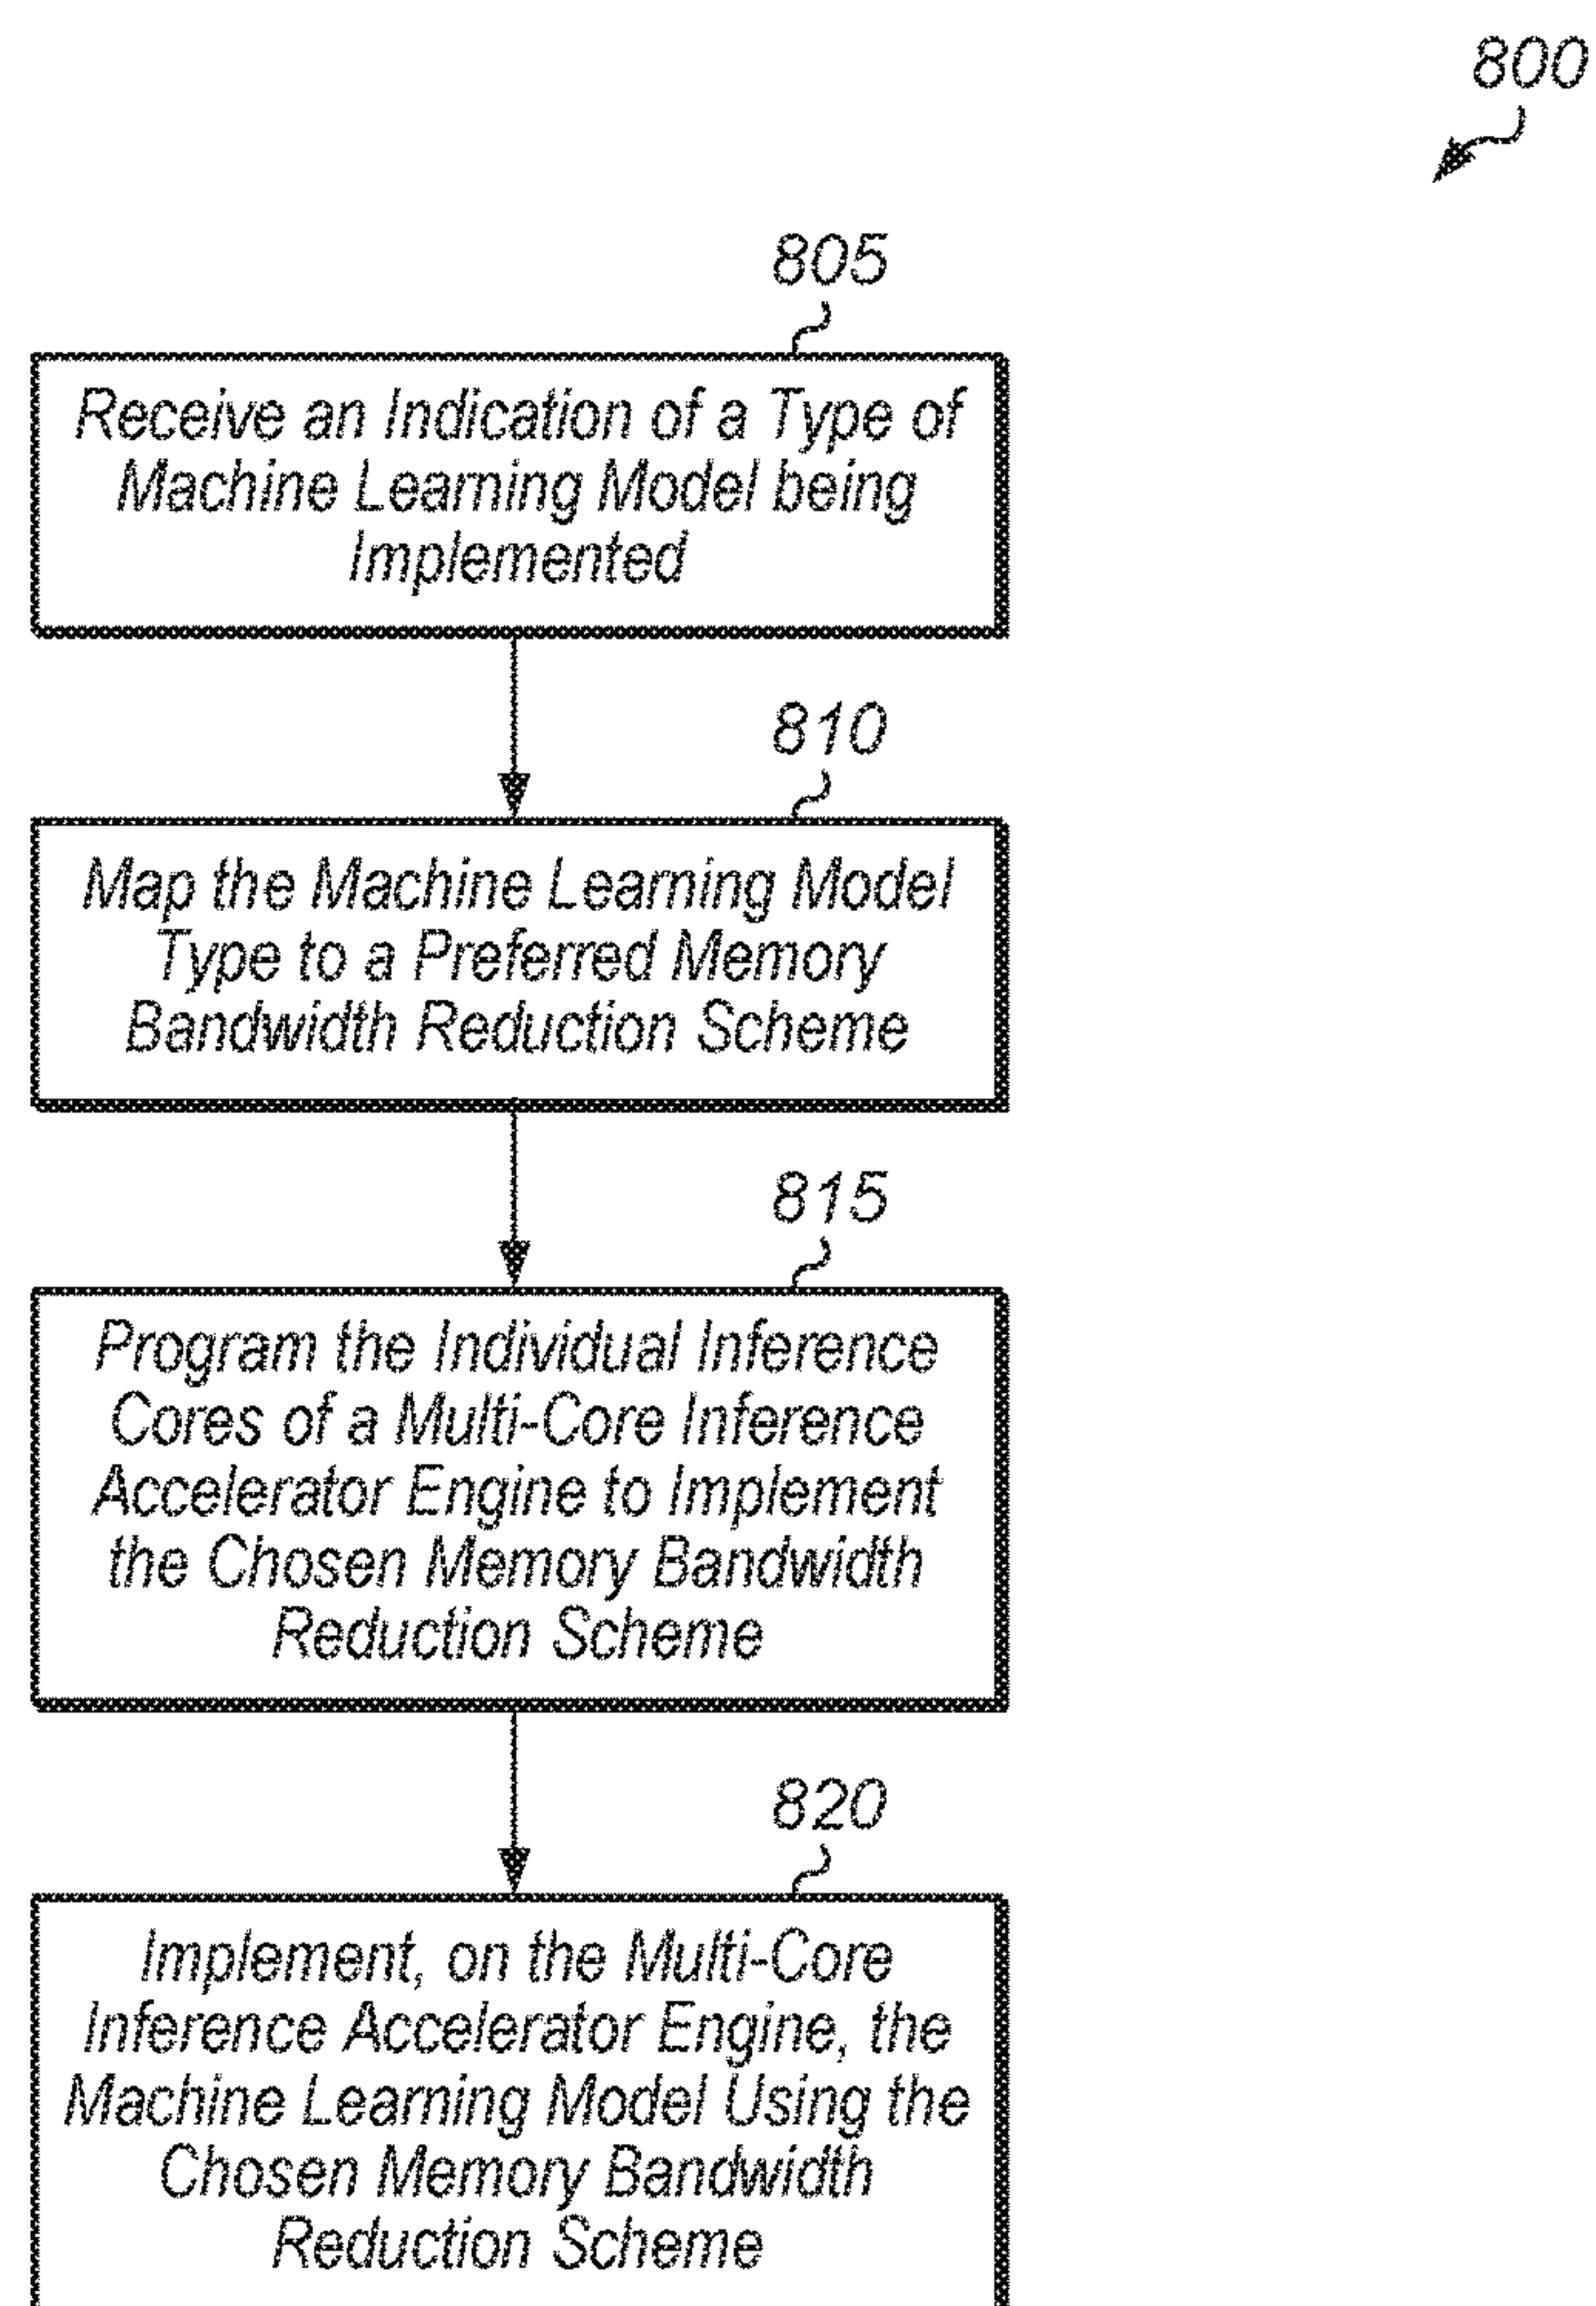 800
805
Receive an Indication of a Type of
Machine Learning Model being
Implemented
810
Map the Machine Learning Model
Type to a Preferred Memory
Bandwidth Reduction Scheme
815
Program the Individual Inference
Cores of a Multi-Core Inference
Accelerator Engine to Implement
the Chosen Memory Bandwidth
Reduction Scheme
820
Implement, on the Multi-Core
Inference Accelerator Engine, the
Machine Learning Model Using the
Chosen Memory Bandwidth
Reduction Scheme